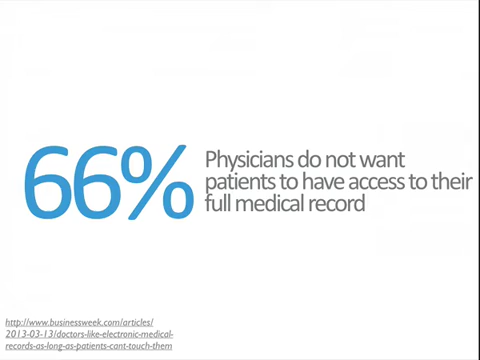 66%
Physicians do not want
patients to have access to their
full medical record
http://www.businessweek.com/articles/
2013-03-13/doctors-like-electronic-medical-
records-as-long-as-patients-cant-touch-them